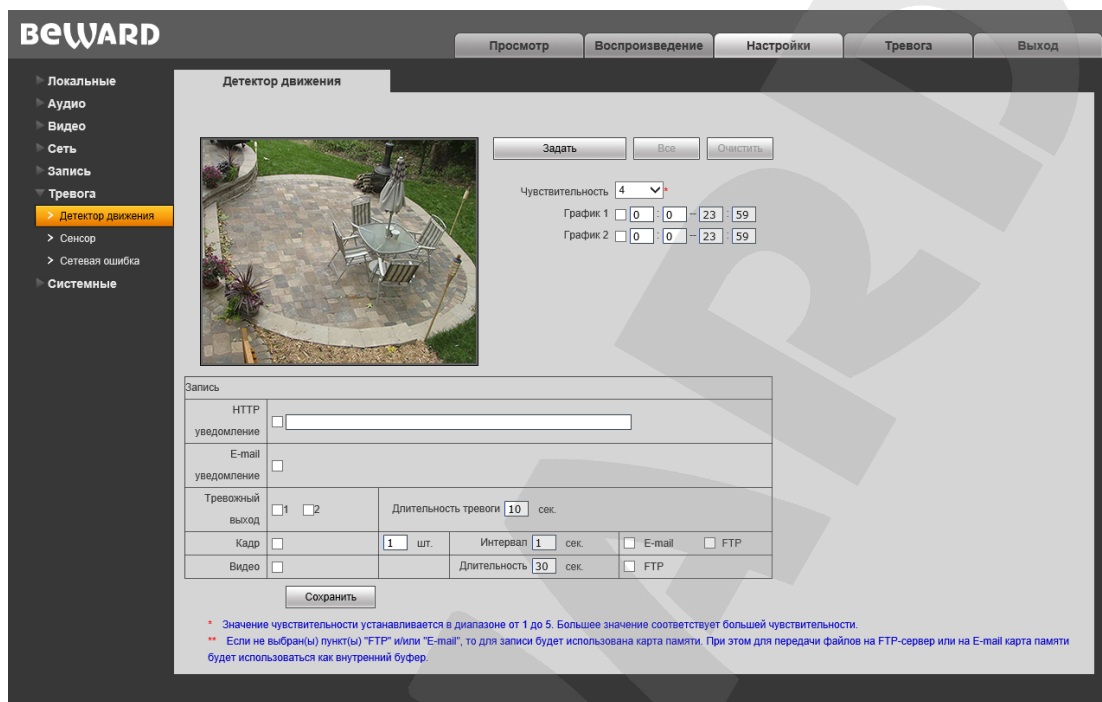 BEWARD
Просмотр Воспроизведение Настройки Тревога Выход
Локальные
Аудио
Видео
Сеть
Запись
Тревога
Детектор движения
Сенсор
Сетевая ошибка
Системные
Детектор движения
Задать Все Очистить
Чувствительность 4 *
График 1 0 : 0 -- 23 : 59
График 2 0 : 0 -- 23 : 59
Запись
HTTP
уведомление
E-mail
уведомление
Тревожный
выход
1 2 Длительность тревоги 10 сек.
Кадр 1 шт. Интервал 1 сек. E-mail FTP
Видео Длительность 30 сек. FTP
Сохранить
* Значение чувствительности устанавливается в диапазоне от 1 до 5. Большее значение соответствует большей чувствительности.
** Если не выбран(ы) пункт(ы) "FTP" и/или "E-mail", то для записи будет использована карта памяти. При этом для передачи файлов на FTP-сервер или на E-mail карта памяти
будет использоваться как внутренний буфер.